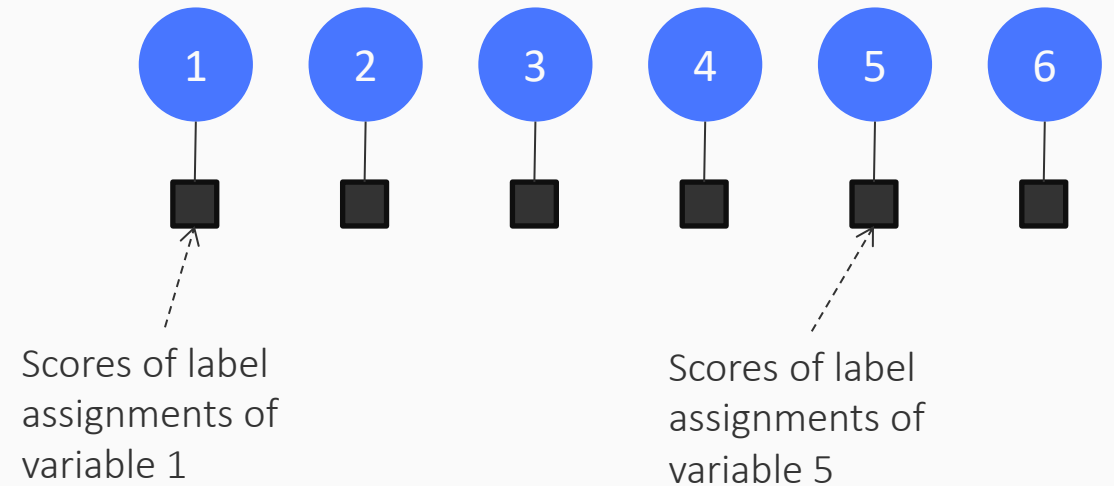 1 2 3 4 5 6
Scores of label
assignments of
variable 1
Scores of label
assignments of
variable 5